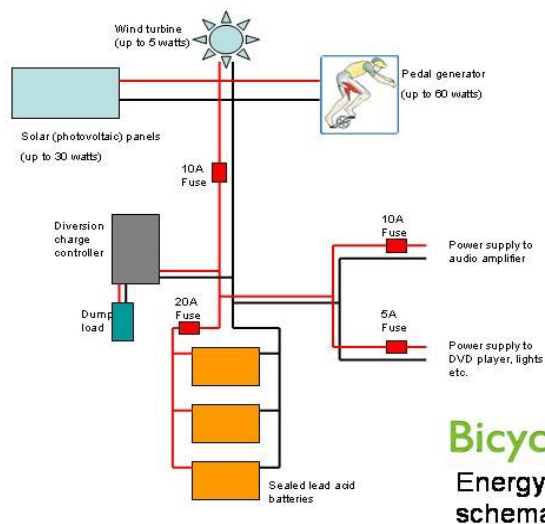 Wind turbine
(up to 5 watts)
Pedal generator
(up to 60 watts)
Solar (photovoltaic) panels
(up to 30 watts)
10A
Fuse
Diversion
charge
controller
10A
Fuse
Power supply to
audio amplifier
Dump
load
20A
Fuse
5A
Fuse
Power supply to
DVD player, lights
etc.
Sealed lead acid
batteries
Bicyc
Energy
schema